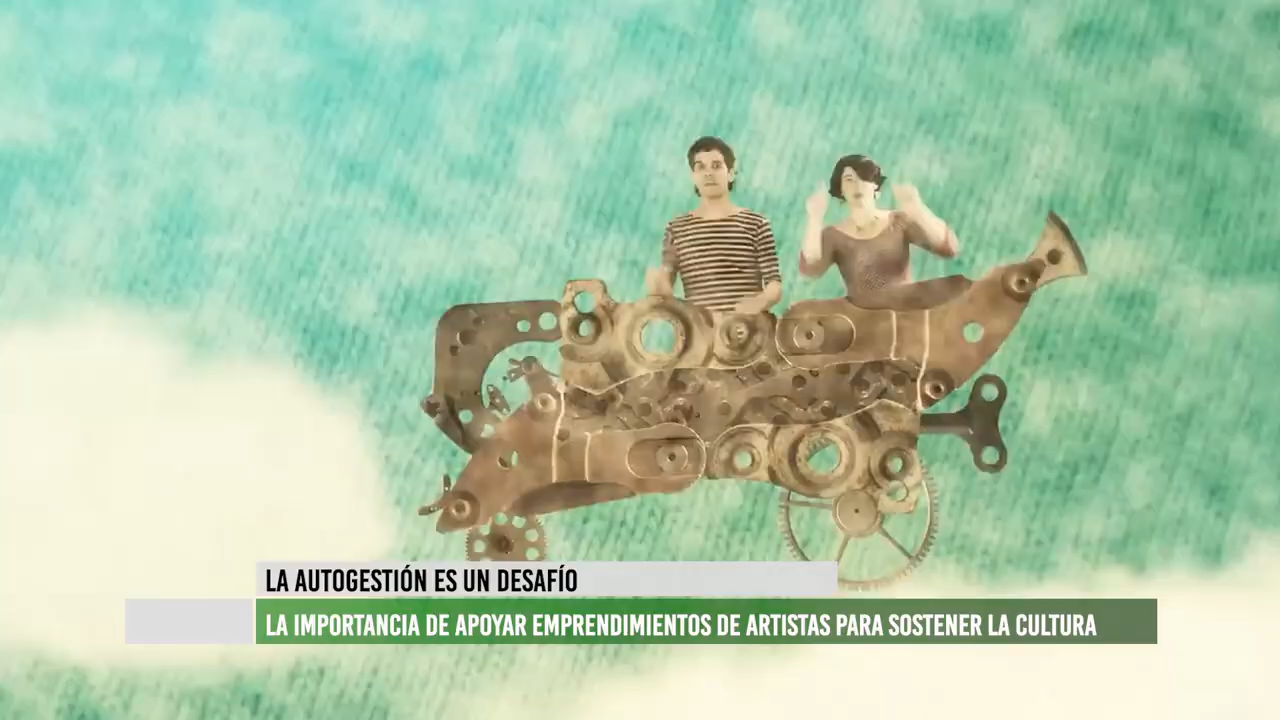 LA AUTOGESTIÓN ES UN DESAFÍO
LA IMPORTANCIA DE APOYAR EMPRENDIMIENTOS DE ARTISTAS PARA SOSTENER LA CULTURA